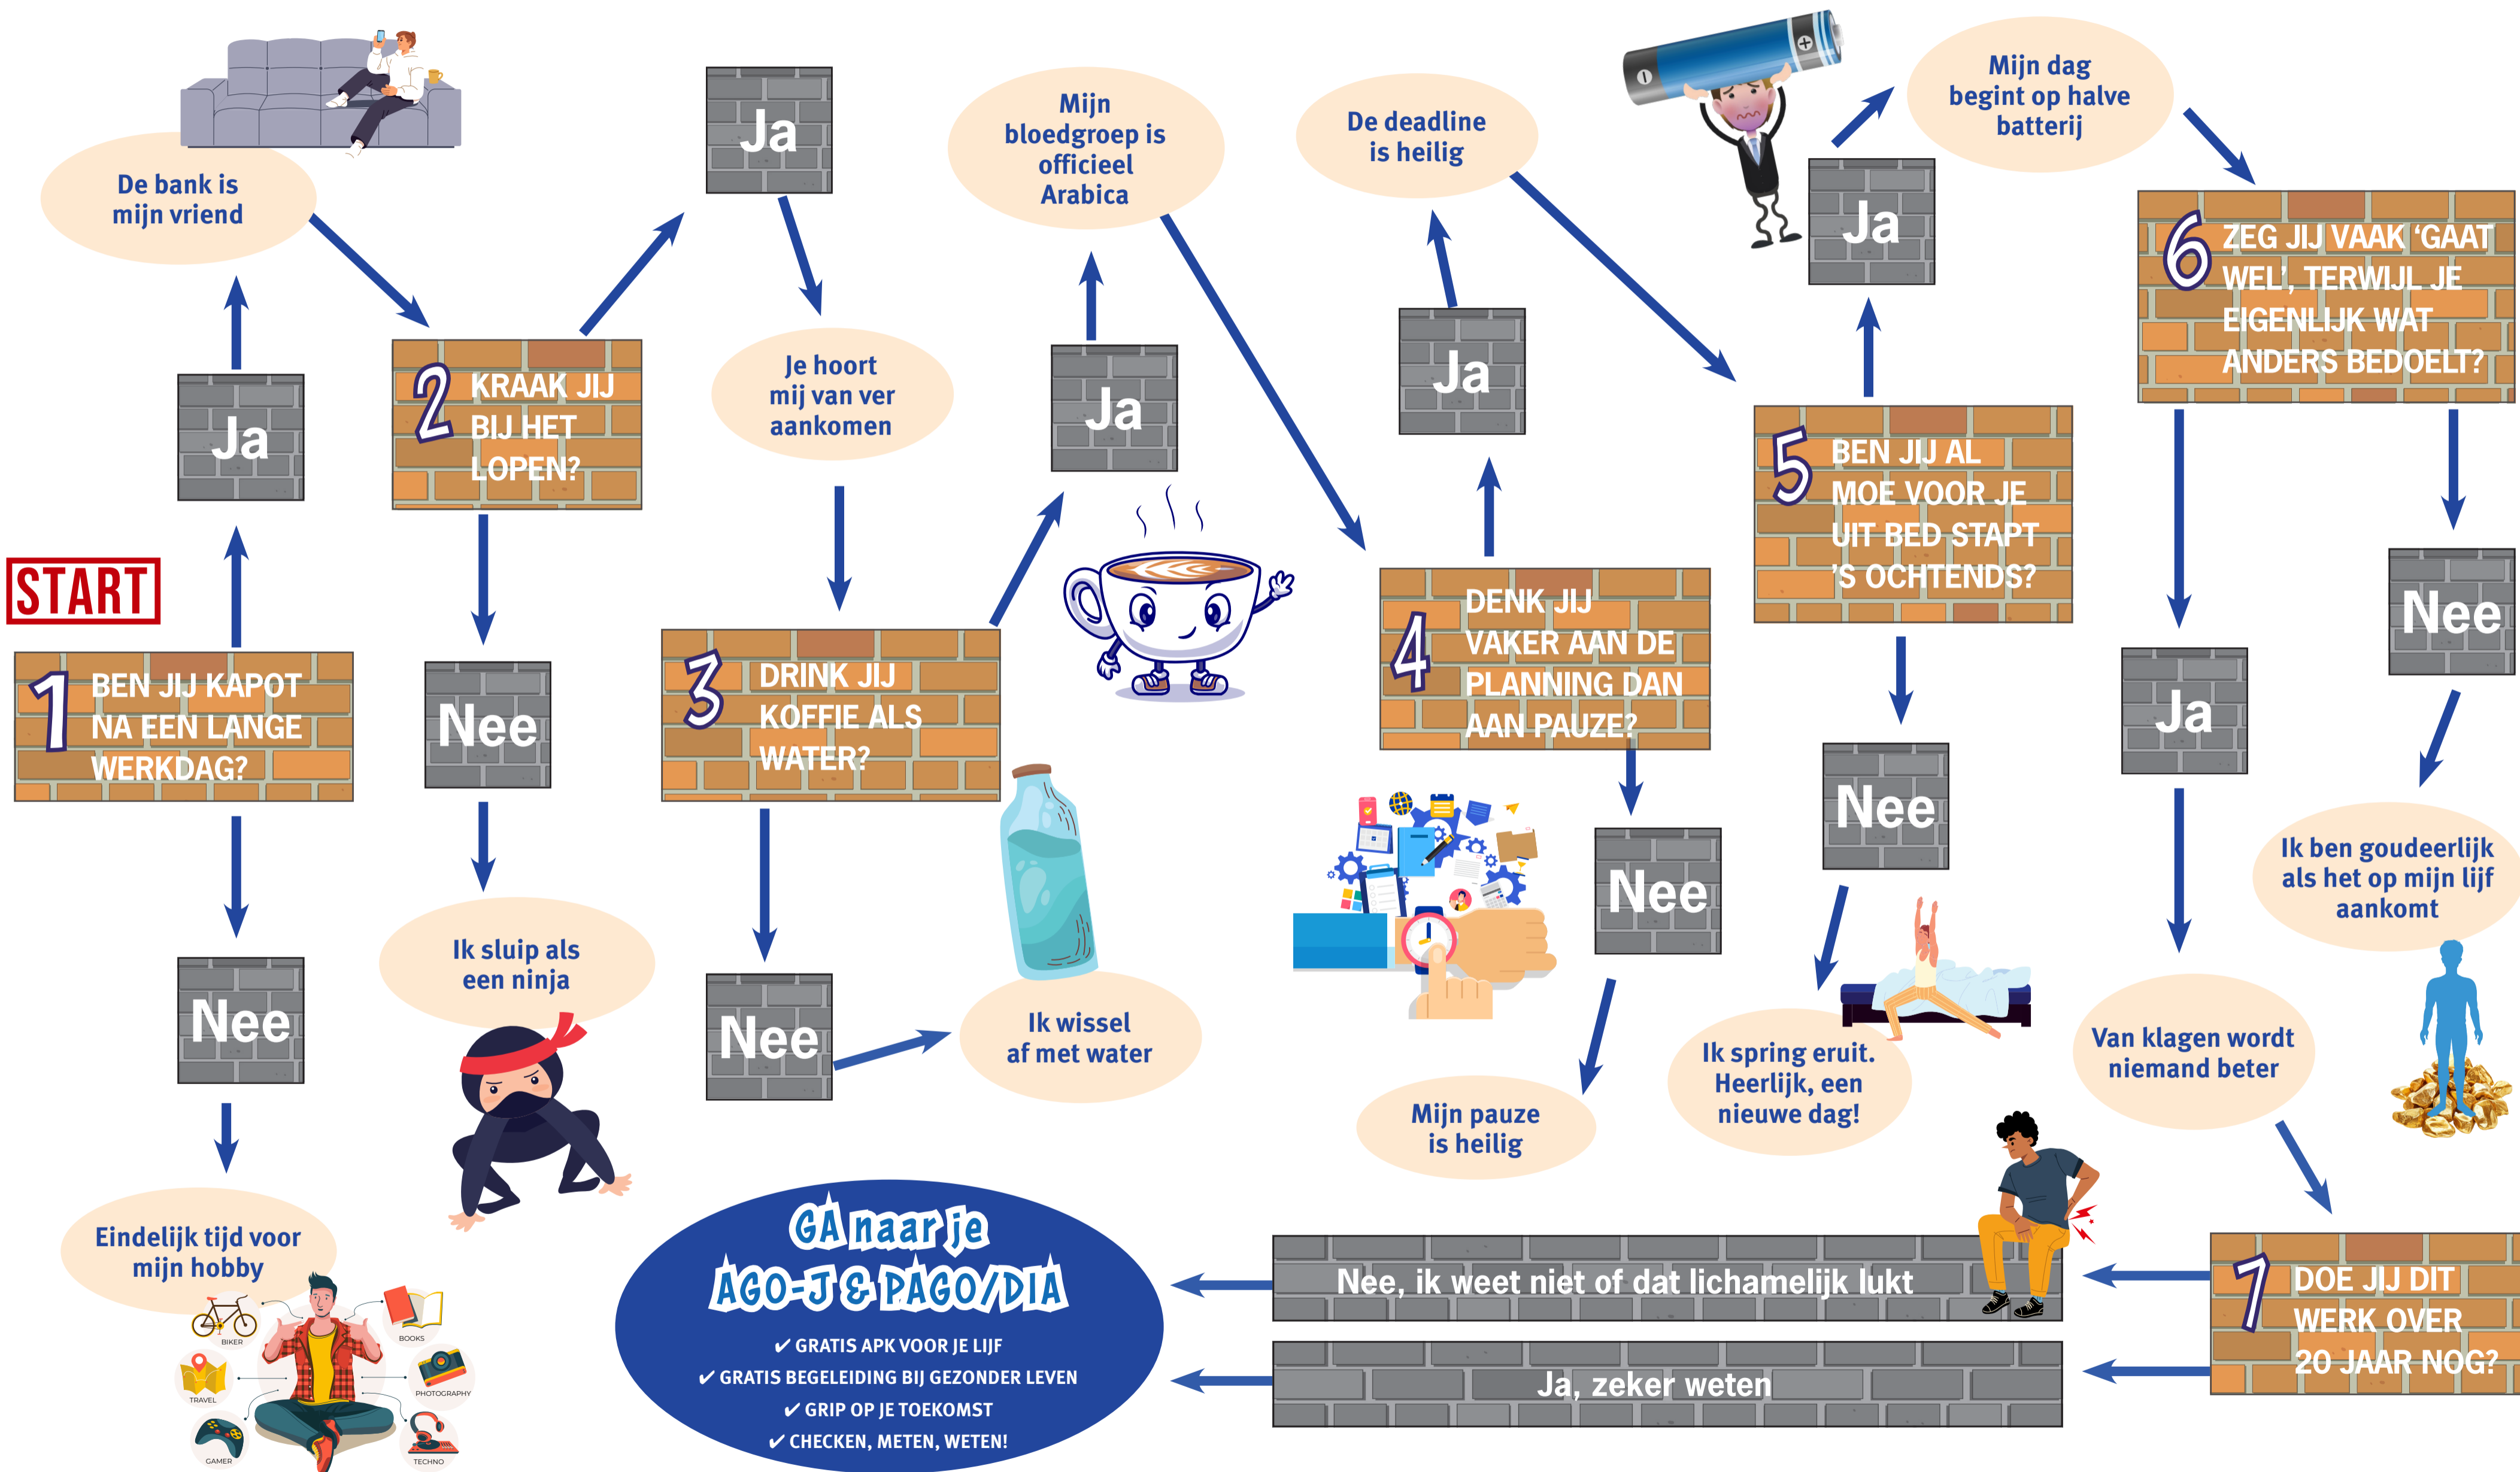 START
1
BEN JIJ KAPOT
NA EEN LANGE
WERKDAG?
Ja
De bank is
mijn vriend
Nee
Eindelijk tijd voor
mijn hobby
BIKER
BOOKS
TRAVEL
PHOTOGRAPHY
GAMER
TECHNO
2
KRAAK JIJ
BIJ HET
LOPEN?
Ja
Je hoort
mij van ver
aankomen
Nee
Ik sluip als
een ninja
3
DRINK JIJ
KOFFIE ALS
WATER?
Ja
Mijn
bloedgroep is
officieel
Arabica
Nee
Ik wissel
af met water
4
DENK JIJ
VAKER AAN DE
PLANNING DAN
AAN PAUZE?
Ja
De deadline
is heilig
Nee
Mijn pauze
is heilig
5
BEN JIJ AL
MOE VOOR JE
UIT BED STAPT
'S OCHTENDS?
Ja
Mijn dag
begint op halve
batterij
Nee
Ik spring eruit.
Heerlijk, een
nieuwe dag!
6
ZEG JIJ VAAK ‘GAAT
WEL’, TERWIJL JE
EIGENLIJK WAT
ANDERS BEDOELT?
Ja
Van klagen wordt
niemand beter
Nee
Ik ben goudeerlijk
als het op mijn lijf
aankomt
7
DOE JIJ DIT
WERK OVER
20 JAAR NOG?
Nee, ik weet niet of dat lichamelijk lukt
Ja, zeker weten
GA naar je
AGO-J & PAGO/DIA
✔ GRATIS APK VOOR JE LIJF
✔ GRATIS BEGELEIDING BIJ GEZONDER LEVEN
✔ GRIP OP JE TOEKOMST
✔ CHECKEN, METEN, WETEN!